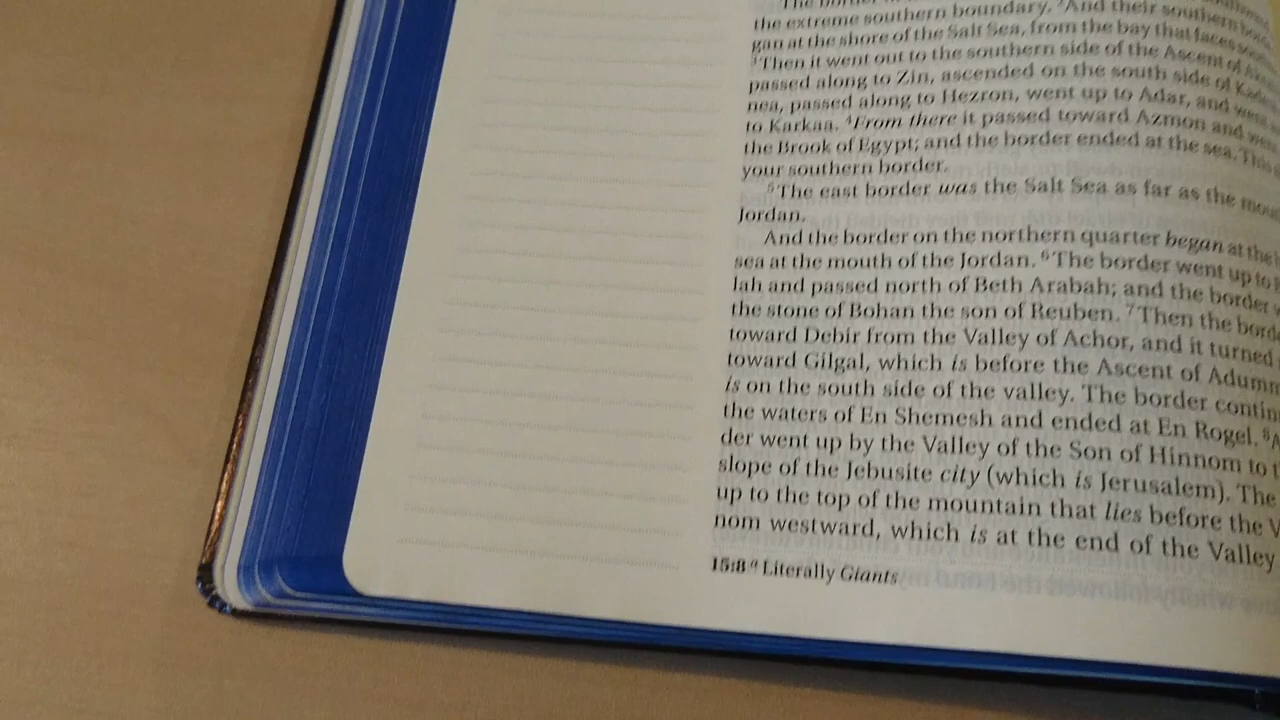 The border
the extreme southern boundary. ²And their southern
gan at the shore of the Salt Sea, from the bay that faces
³Then it went out to the southern side of the Ascent of
passed along to Zin, ascended on the south side of
nea, passed along to Hezron, went up to Adar, and went
to Karkaa. ⁴From there it passed toward Azmon and
the Brook of Egypt; and the border ended at the sea. This
your southern border.
⁵The east border was the Salt Sea as far as the
Jordan.
And the border on the northern quarter began at the
sea at the mouth of the Jordan. ⁶The border went up to
lah and passed north of Beth Arabah; and the border
the stone of Bohan the son of Reuben. ⁷Then the
toward Debir from the Valley of Achor, and it turned
toward Gilgal, which is before the Ascent of
is on the south side of the valley. The border
the waters of En Shemesh and ended at En Rogel. ⁸
der went up by the Valley of the Son of Hinnom to
slope of the Jebusite city (which is Jerusalem). The
up to the top of the mountain that lies before the
nom westward, which is at the end of the Valley
15:8 ᵃ Literally Giants